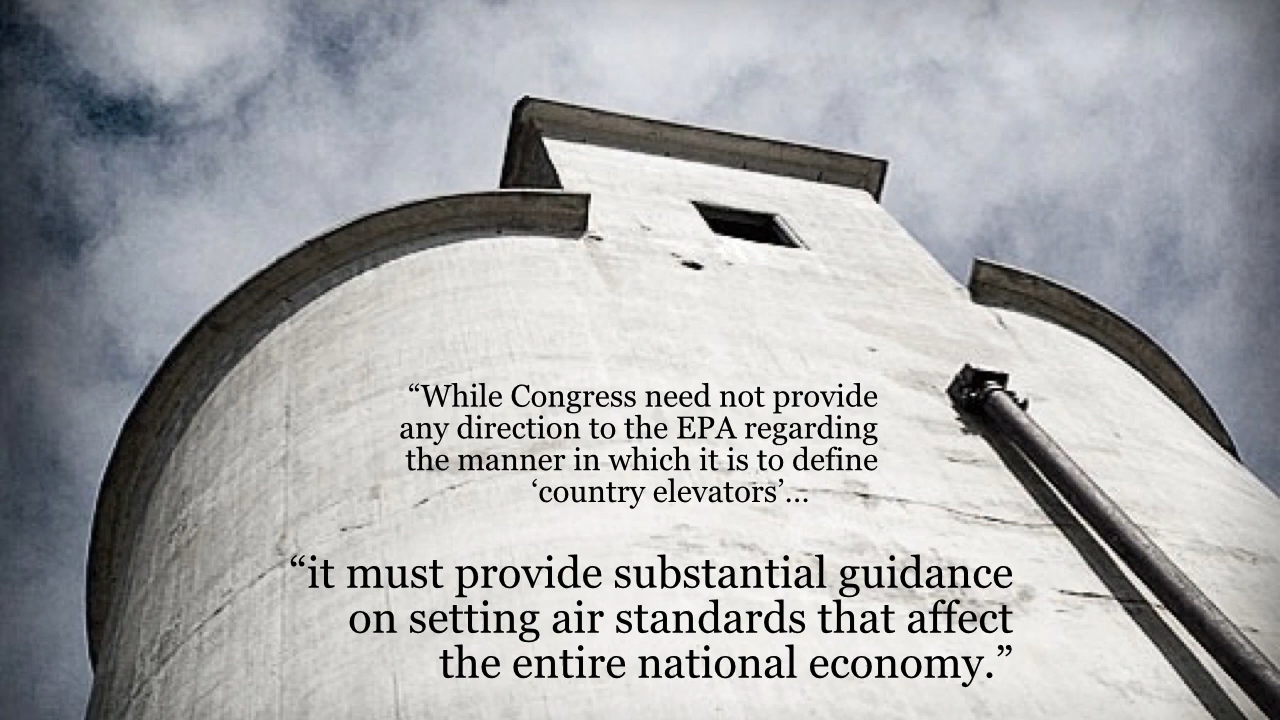 “While Congress need not provide
any direction to the EPA regarding
the manner in which it is to define
‘country elevators’...
“it must provide substantial guidance
on setting air standards that affect
the entire national economy.”